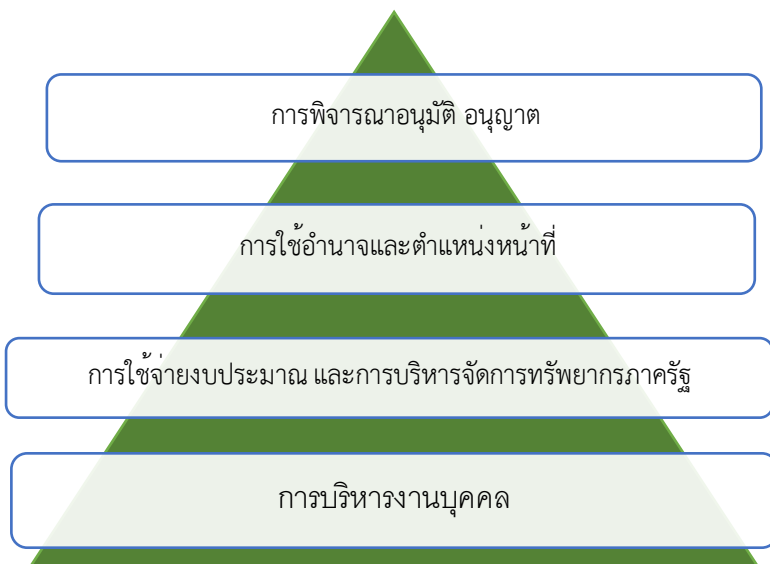 การพิจารณาอนุมัติ อนุญาต
การใช้อำนาจและตำแหน่งหน้าที่
การใช้จ่ายงบประมาณ และการบริหารจัดการทรัพยากรภาครัฐ
การบริหารงานบุคคล